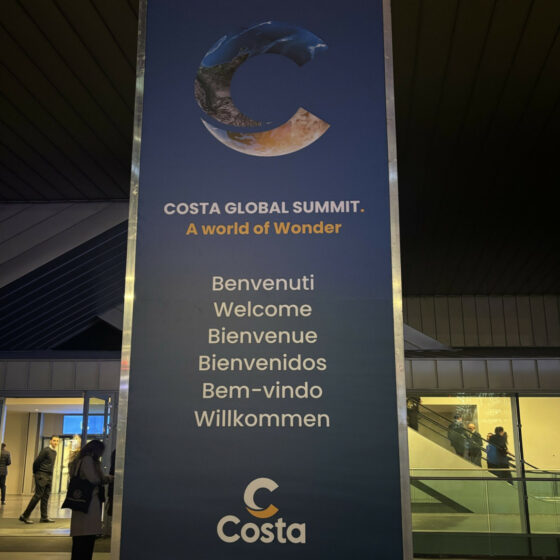 COSTA GLOBAL SUMMIT.
A world of Wonder
Benvenuti
Welcome
Bienvenue
Bienvenidos
Bem-vindo
Willkommen
Costa